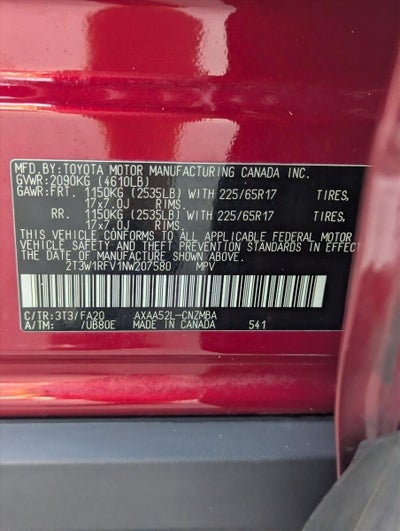 MFD. BY: TOYOTA MOTOR MANUFACTURING CANADA INC.
GVWR: 2090KG (4610LB)
GAWR: FRT. 1150KG (2535LB) WITH 225/65R17 TIRES,
17x7.0J RIMS.
RR. 1150KG (2535LB) WITH 225/65R17 TIRES,
17x7.0J RIMS.
THIS VEHICLE CONFORMS TO ALL APPLICABLE FEDERAL MOTOR
VEHICLE SAFETY AND THEFT PREVENTION STANDARDS IN EFFECT
THE DATE OF MANUFACTURE SHOWN ABOVE.
2T3W1RFV1NW207580 MPV
C/TR: 3T3/FA20 AXAA52L-CNZMBA
A/TM: /UB80E MADE IN CANADA 541